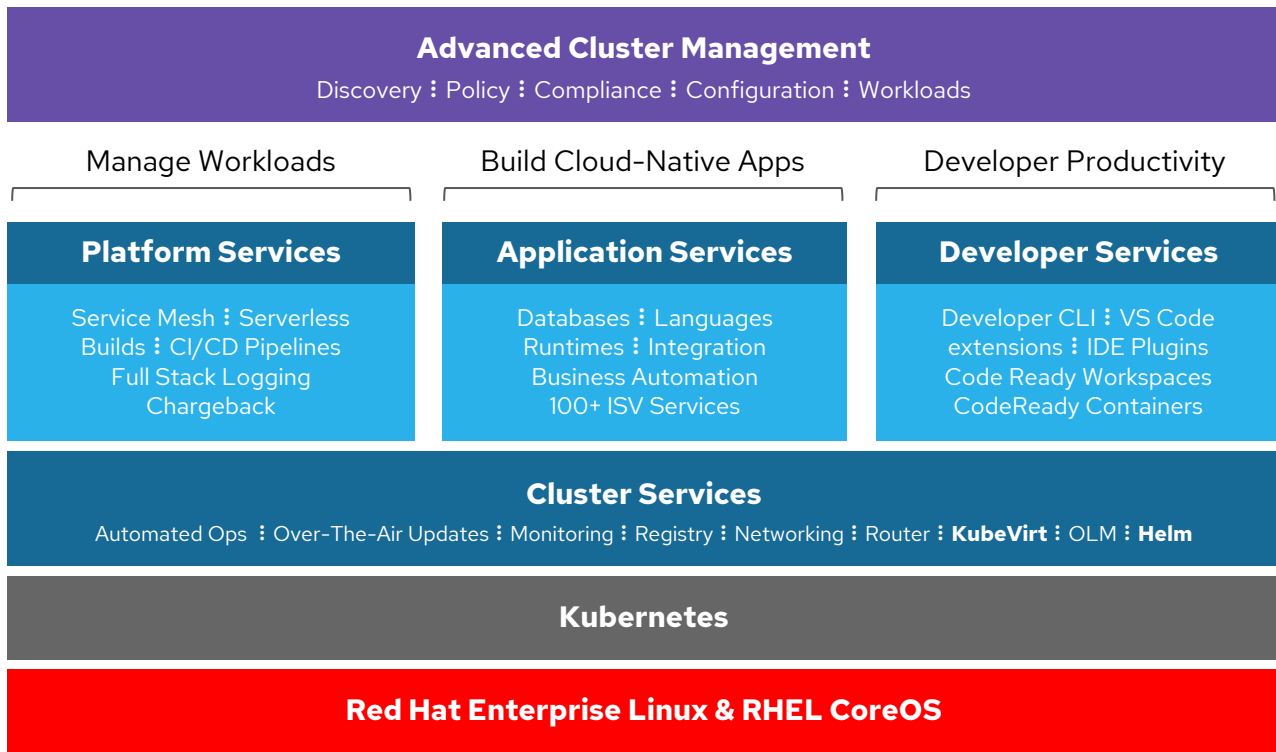 Advanced Cluster Management
Discovery ⋮ Policy ⋮ Compliance ⋮ Configuration ⋮ Workloads
Manage Workloads
Build Cloud-Native Apps
Developer Productivity
Platform Services
Service Mesh ⋮ Serverless
Builds ⋮ CI/CD Pipelines
Full Stack Logging
Chargeback
Application Services
Databases ⋮ Languages
Runtimes ⋮ Integration
Business Automation
100+ ISV Services
Developer Services
Developer CLI ⋮ VS Code
extensions ⋮ IDE Plugins
Code Ready Workspaces
CodeReady Containers
Cluster Services
Automated Ops ⋮ Over-The-Air Updates ⋮ Monitoring ⋮ Registry ⋮ Networking ⋮ Router ⋮ KubeVirt ⋮ OLM ⋮ Helm
Kubernetes
Red Hat Enterprise Linux & RHEL CoreOS